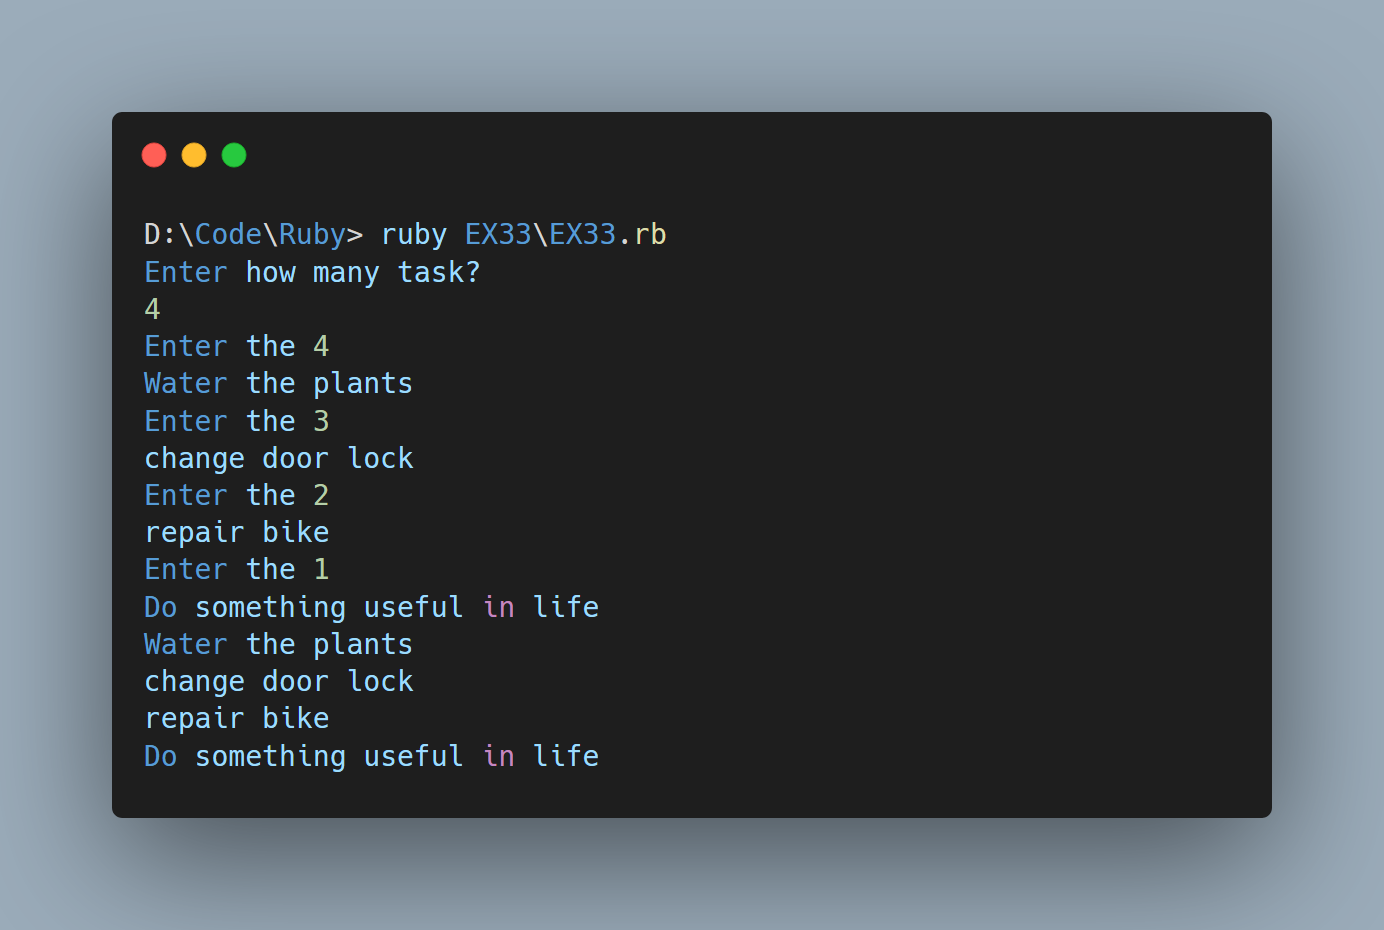 D:\Code\Ruby> ruby EX33\EX33.rb
Enter how many task?
4
Enter the 4
Water the plants
Enter the 3
change door lock
Enter the 2
repair bike
Enter the 1
Do something useful in life
Water the plants
change door lock
repair bike
Do something useful in life